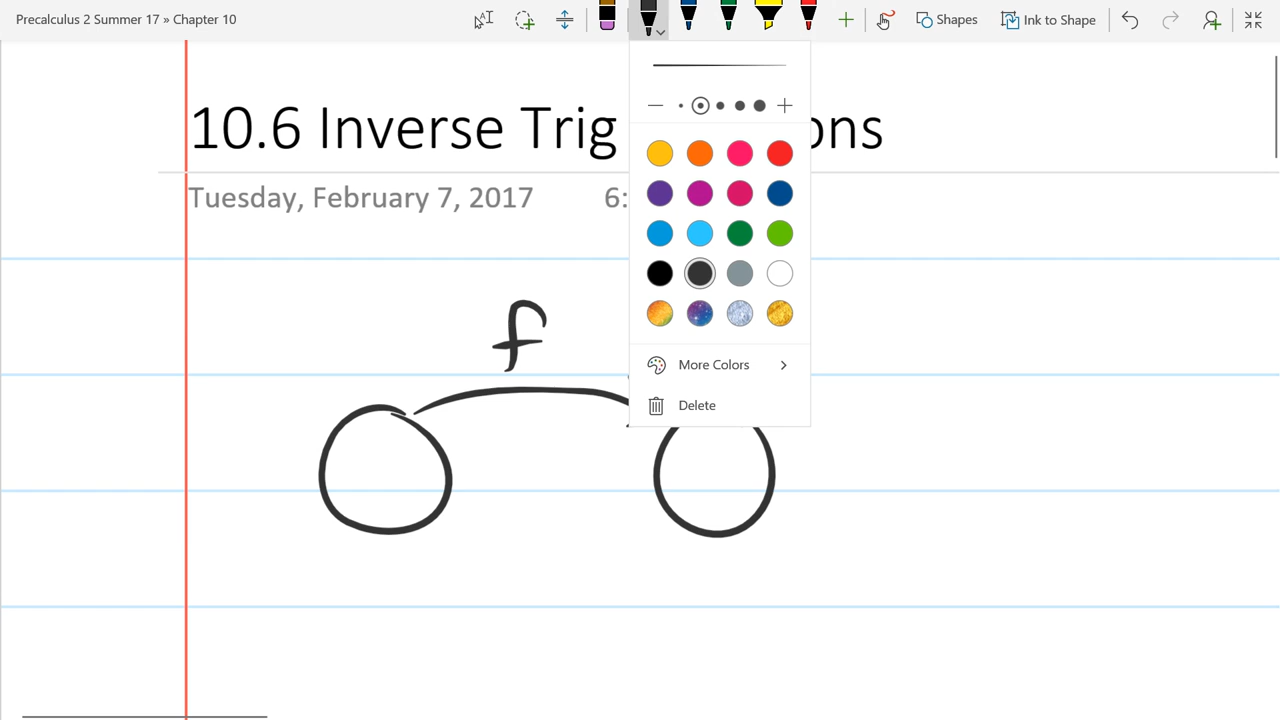 Precalculus 2 Summer 17 » Chapter 10
Shapes
Ink to Shape
10.6 Inverse Trig ons
Tuesday, February 7, 2017 6:
f
More Colors
Delete